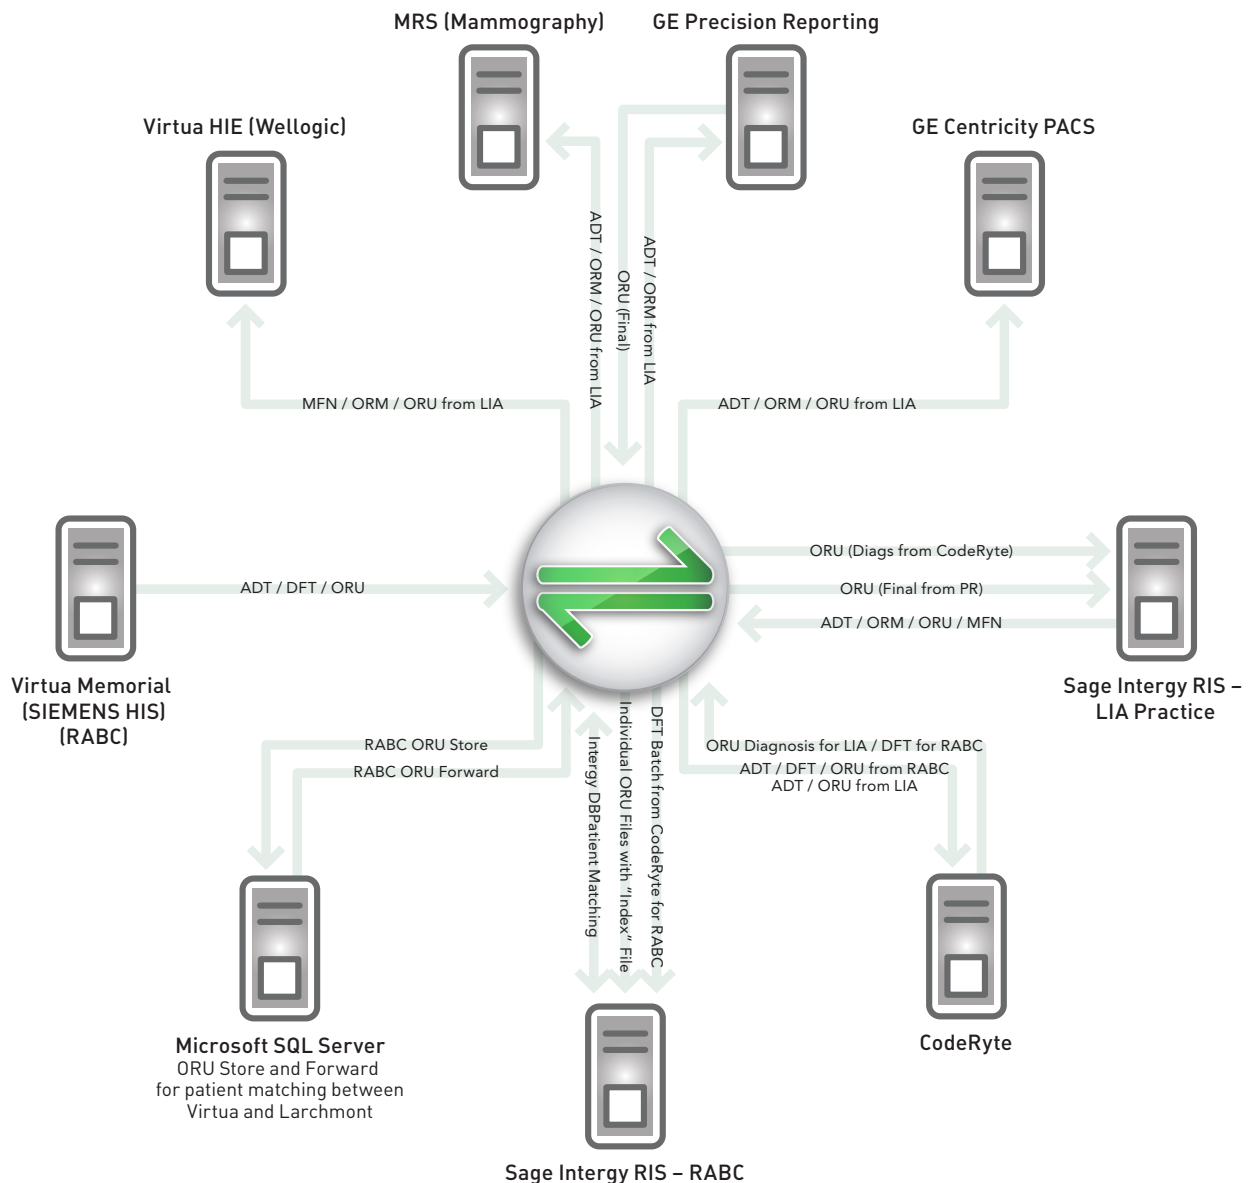 MRS (Mammography)
GE Precision Reporting
Virtua HIE (Wellogic)
GE Centricity PACS
ADT / ORM / ORU from LIA
ORU (Final)
ADT / ORM from LIA
MFN / ORM / ORU from LIA
ADT / ORM / ORU from LIA
ORU (Diags from CodeRyte)
ADT / DFT / ORU
ORU (Final from PR)
ADT / ORM / ORU / MFN
Virtua Memorial
(SIEMENS HIS)
(RABC)
Sage Intergy RIS –
LIA Practice
RABC ORU Store
RABC ORU Forward
Intergy DBPatient Matching
Individual ORU Files with “Index” File
DFT Batch from CodeRyte for RABC
ORU Diagnosis for LIA / DFT for RABC
ADT / DFT / ORU from RABC
ADT / ORU from LIA
Microsoft SQL Server
ORU Store and Forward
for patient matching between
Virtua and Larchmont
CodeRyte
Sage Intergy RIS – RABC